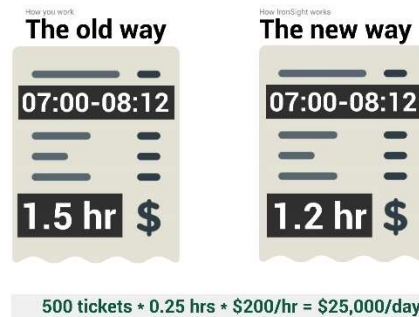 How you work
The old way
07:00-08:12
1.5 hr $
How IronSight works
The new way
07:00-08:12
1.2 hr $
500 tickets * 0.25 hrs * $200/hr = $25,000/day